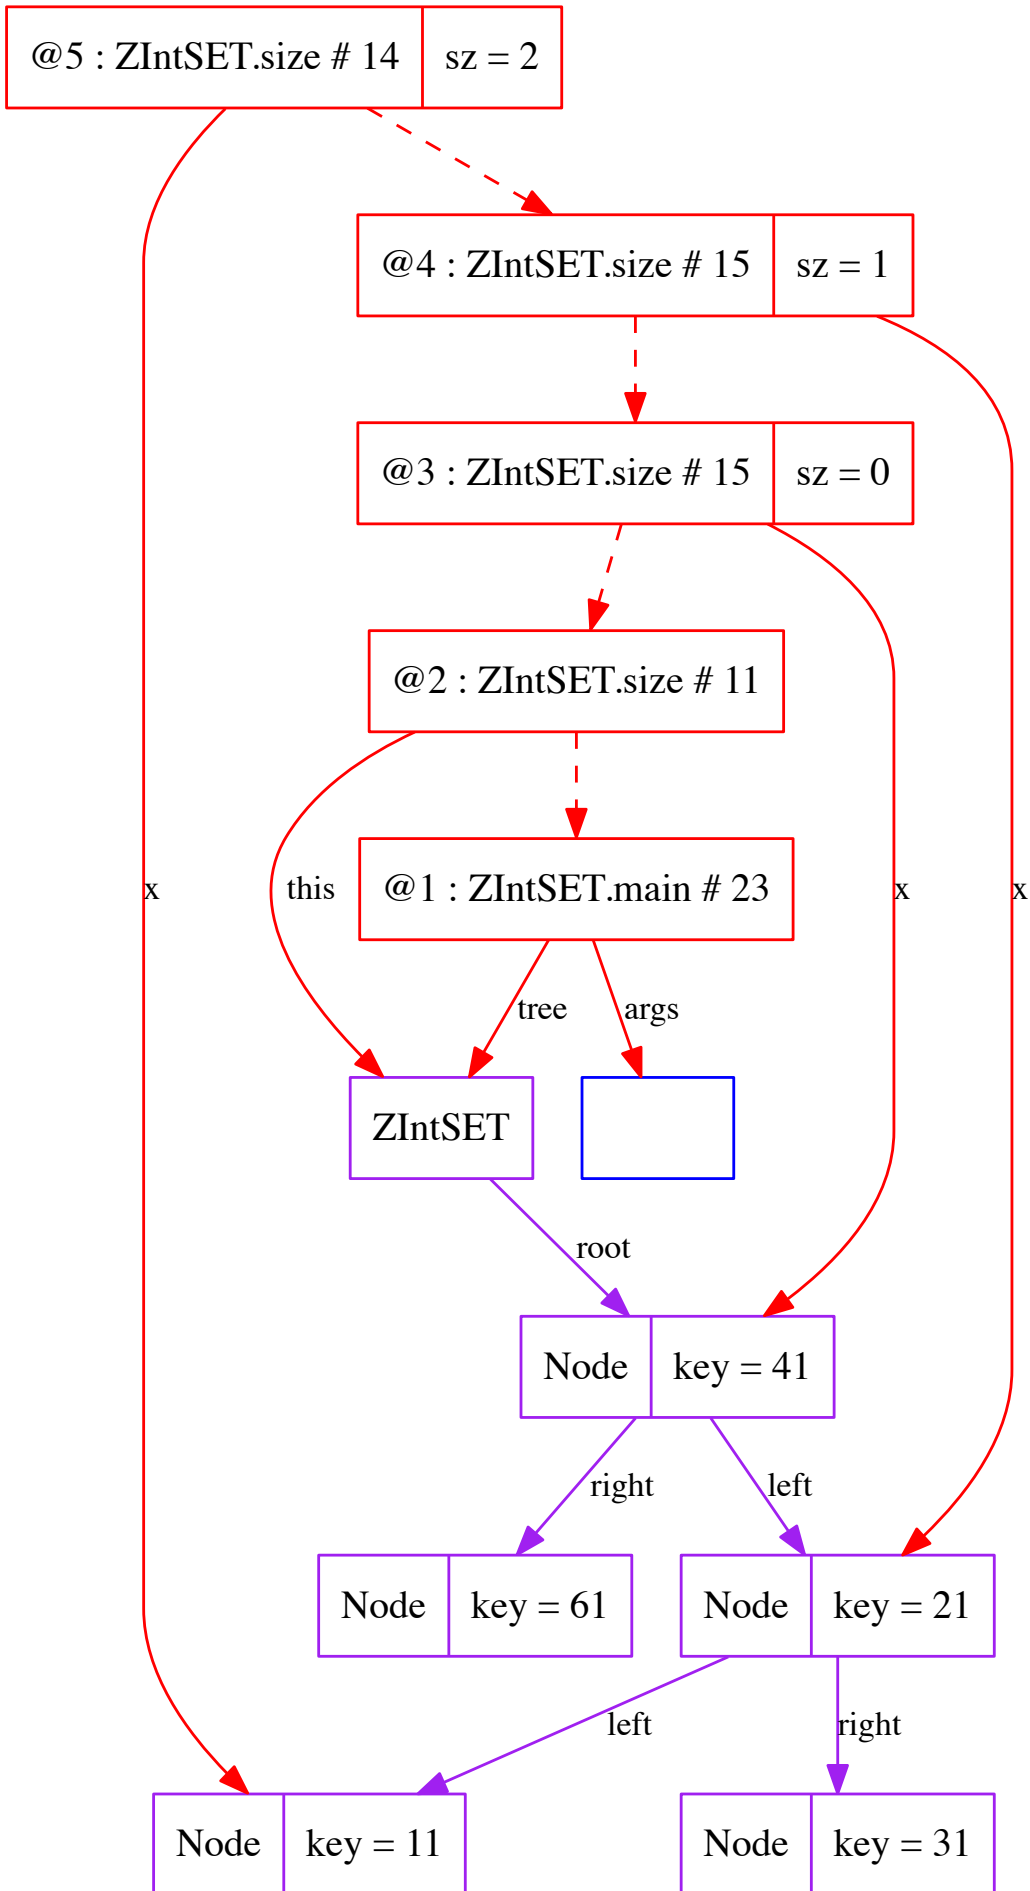 @5 : ZIntSET.size # 14 sz = 2
@4 : ZIntSET.size # 15 sz = 1
@3 : ZIntSET.size # 15 sz = 0
@2 : ZIntSET.size # 11
x this @1 : ZIntSET.main # 23 x x
tree args
ZIntSET
root
Node key = 41
right left
Node key = 61 Node key = 21
left right
Node key = 11 Node key = 31